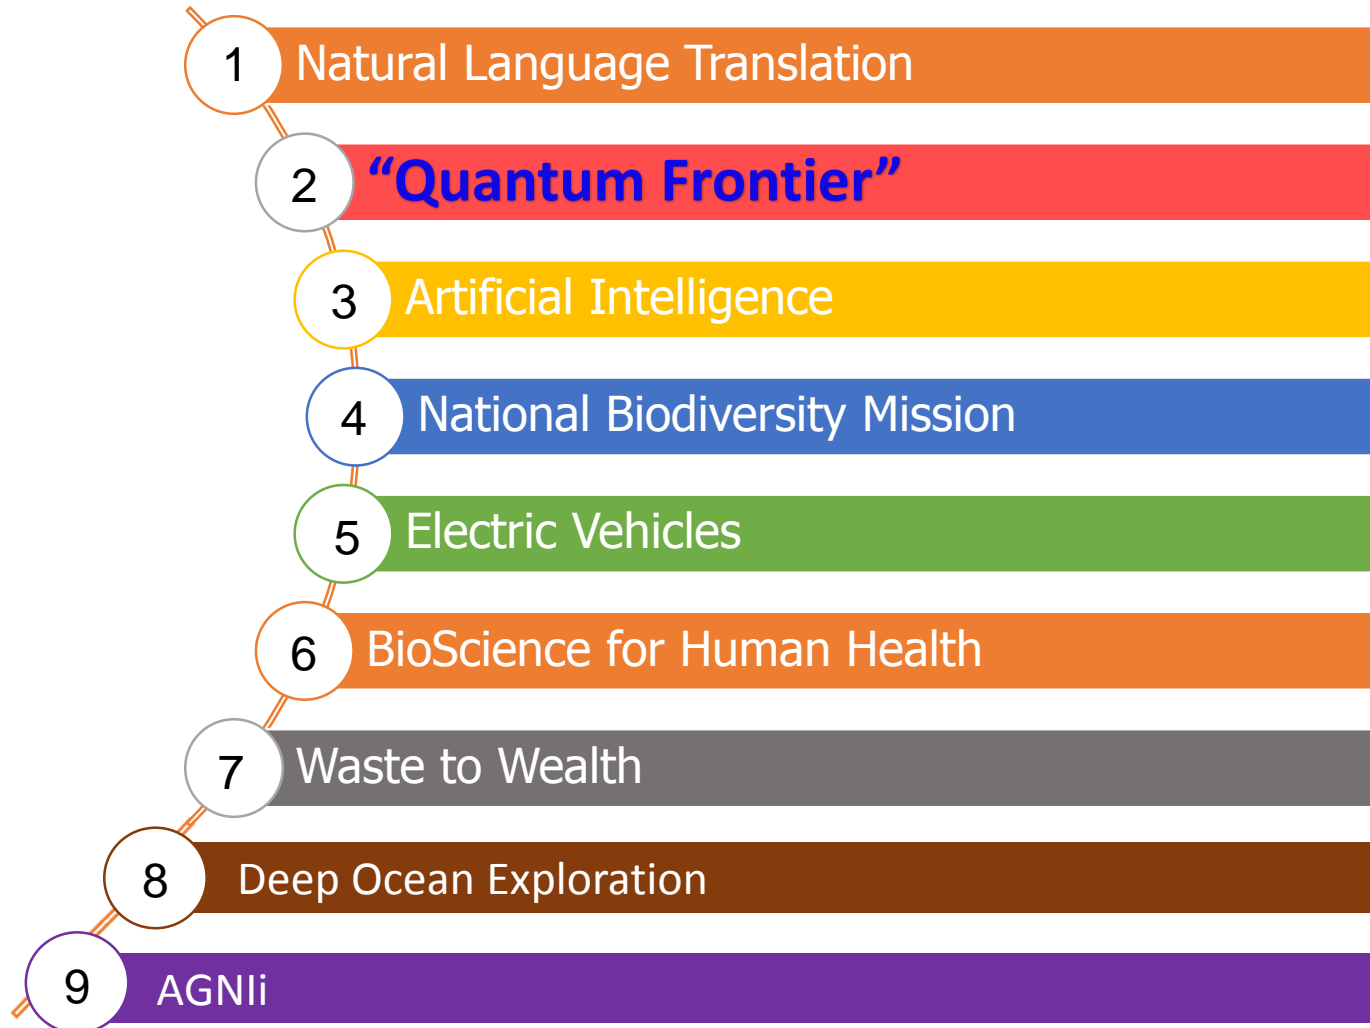 1 Natural Language Translation
2 “Quantum Frontier”
3 Artificial Intelligence
4 National Biodiversity Mission
5 Electric Vehicles
6 BioScience for Human Health
7 Waste to Wealth
8 Deep Ocean Exploration
9 AGNIi